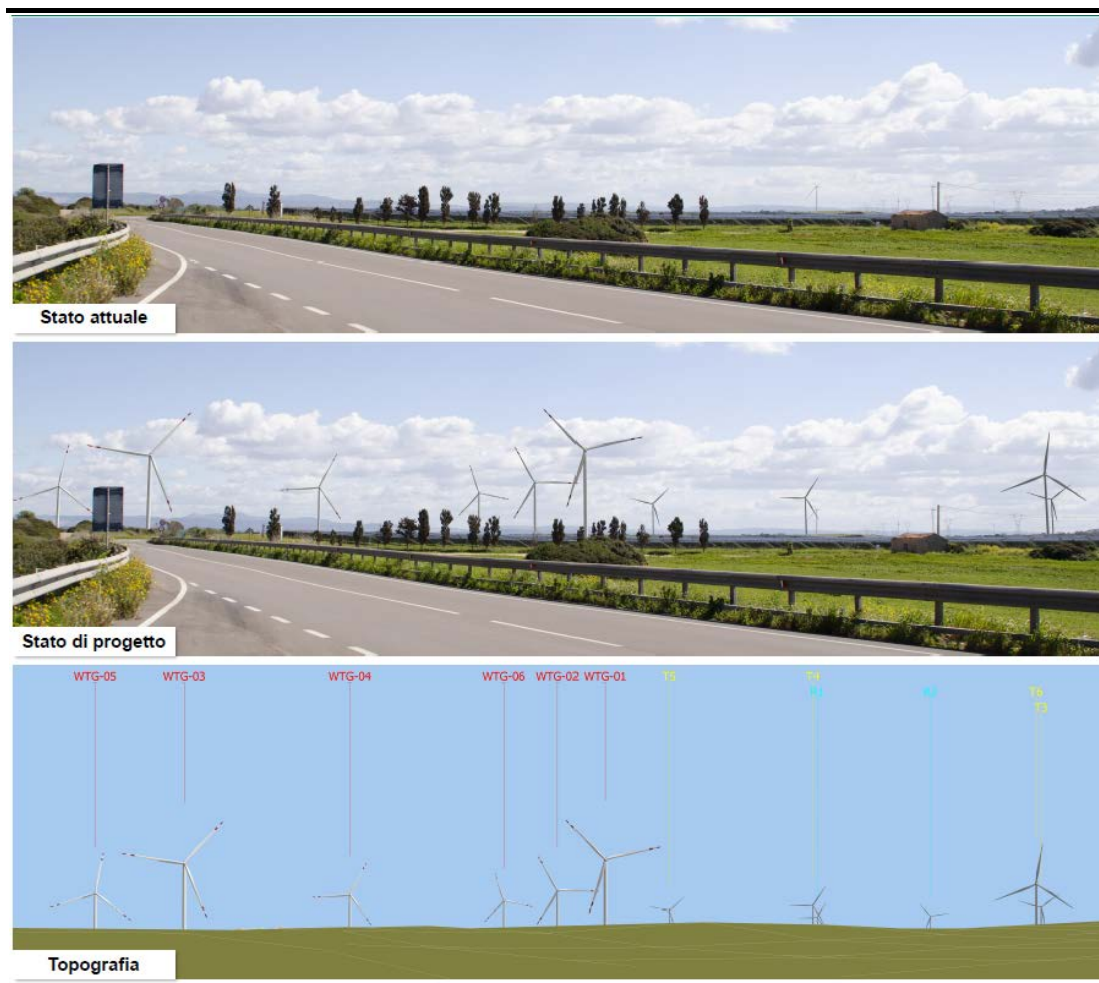 Stato attuale
Stato di progetto
WTG-05 WTG-03 WTG-04 WTG-06 WTG-02 WTG-01 T5 T4 T6
T3
Topografia